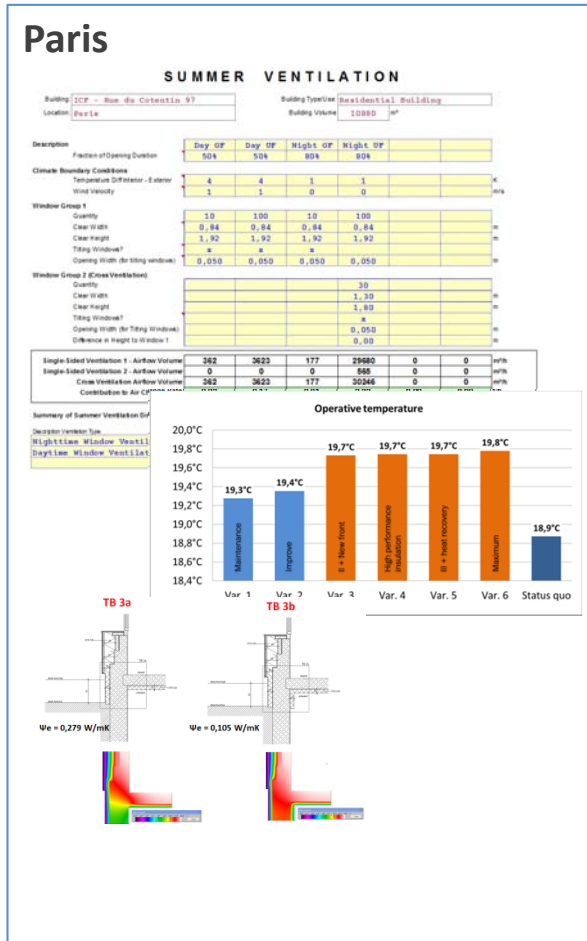 Paris
SUMMER VENTILATION
Building: ICF - Rue du Cotentin 97 Building Type/Use: Residential Building
Location: Paris Building Volume: 10880 m³
Description Day GF Day UF Night GF Night UF
Fraction of Opening Duration 50% 50% 80% 80%
Climate Boundary Conditions
Temperature Diff Interior - Exterior 4 4 1 1 K
Wind Velocity 1 1 0 0 m/s
Window Group 1
Quantity 10 100 10 100
Clear Width 0,84 0,84 0,84 0,84 m
Clear Height 1,92 1,92 1,92 1,92 m
Tilting Windows? x x x
Opening Width (for tilting windows) 0,050 0,050 0,050 0,050 m
Window Group 2 (Cross Ventilation)
Quantity 30
Clear Width 1,30 m
Clear Height 1,80 m
Tilting Windows? x
Opening Width (for Tilting Windows) 0,050 m
Difference in Height to Window 1 0,00 m
Single-Sided Ventilation 1 - Airflow Volume 362 3623 177 29680 0 0 m³/h
Single-Sided Ventilation 2 - Airflow Volume 0 0 0 565 0 0 m³/h
Cross Ventilation Airflow Volume 362 3623 177 30246 0 0 m³/h
Contribution to Air
Summary of Summer Ventilation
Description Ventilation Type
Nighttime Window
Daytime Window
Operative temperature
20,0°C
19,8°C
19,6°C
19,4°C
19,2°C
19,0°C
18,8°C
18,6°C
18,4°C
19,3°C 19,4°C 19,7°C 19,7°C 19,7°C 19,8°C 18,9°C
Maintenance
Improve
II + New front
High performance insulation
III + heat recovery
Maximum
Var. 1 Var. 2 Var. 3 Var. 4 Var. 5 Var. 6 Status quo
TB 3a TB 3b
Ψe = 0,279 W/mK Ψe = 0,105 W/mK